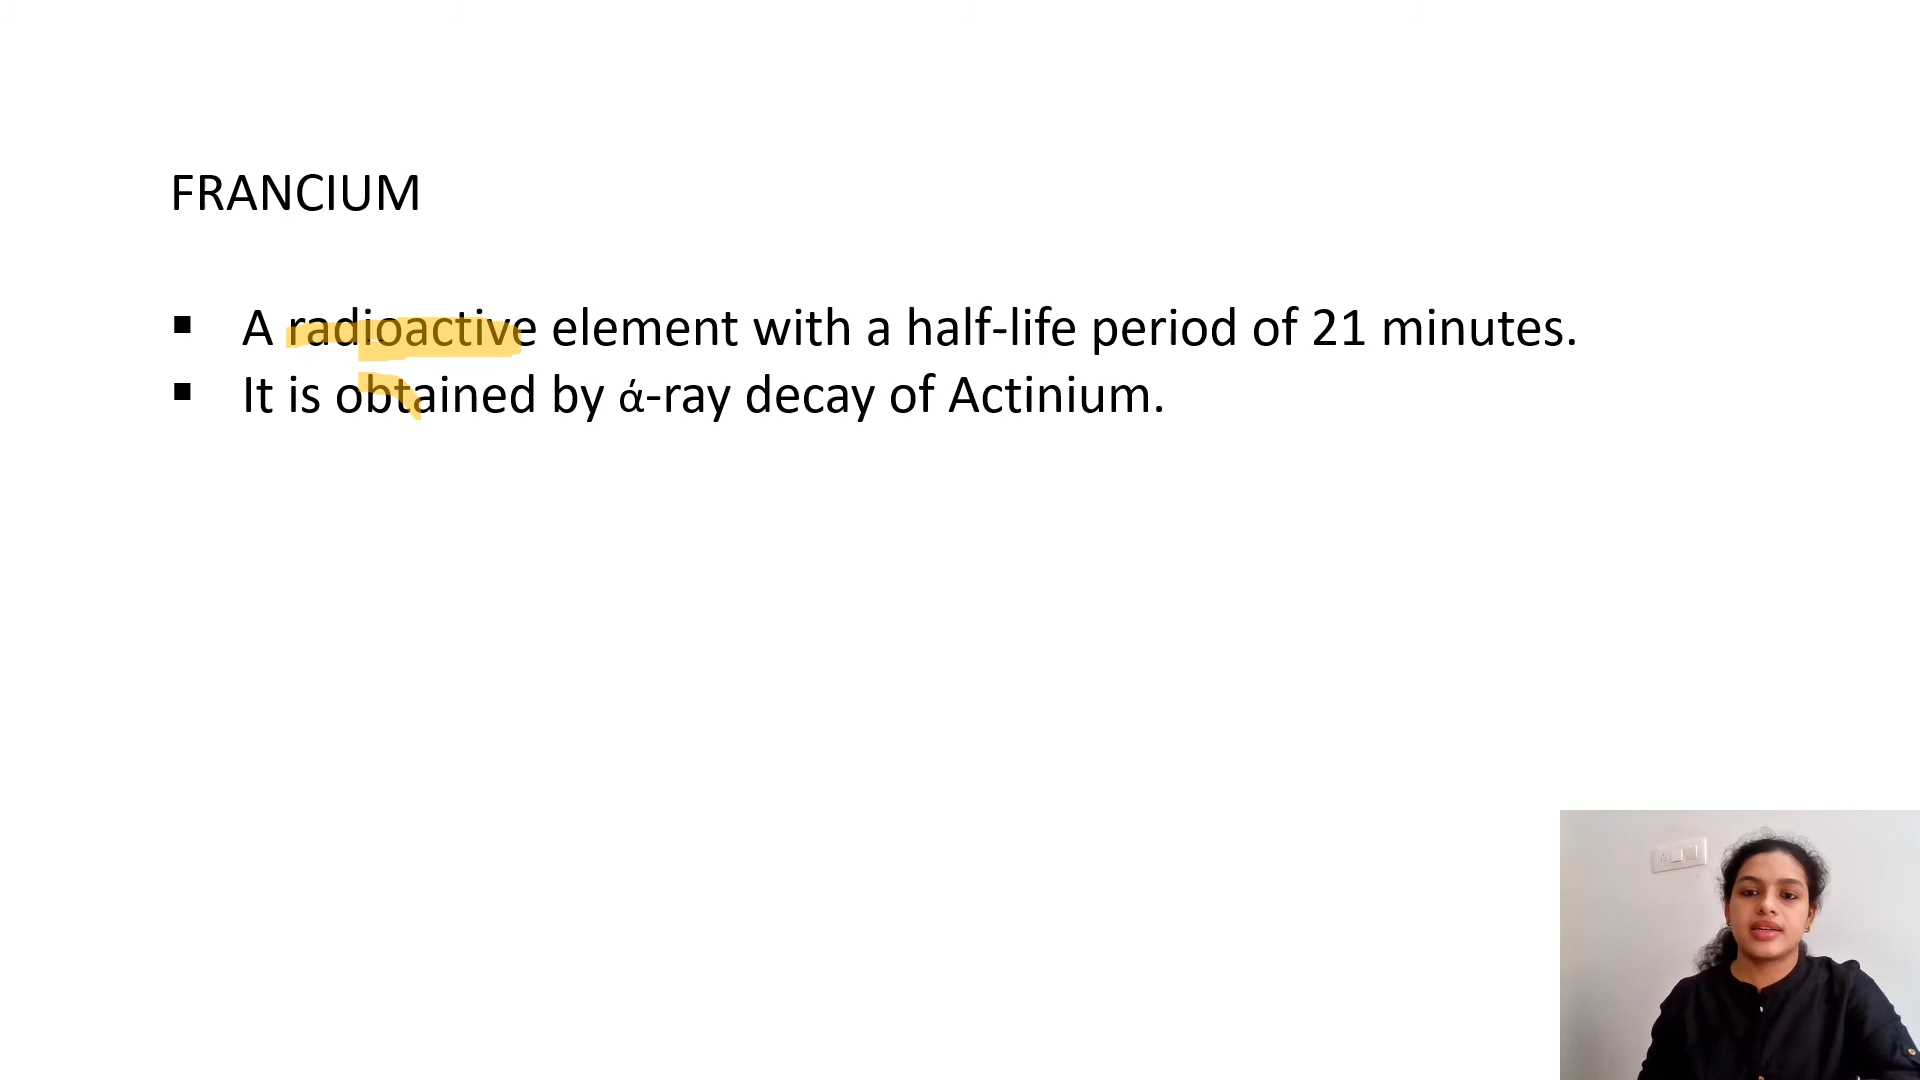 FRANCIUM
▪ A radioactive element with a half-life period of 21 minutes.
▪ It is obtained by ά-ray decay of Actinium.